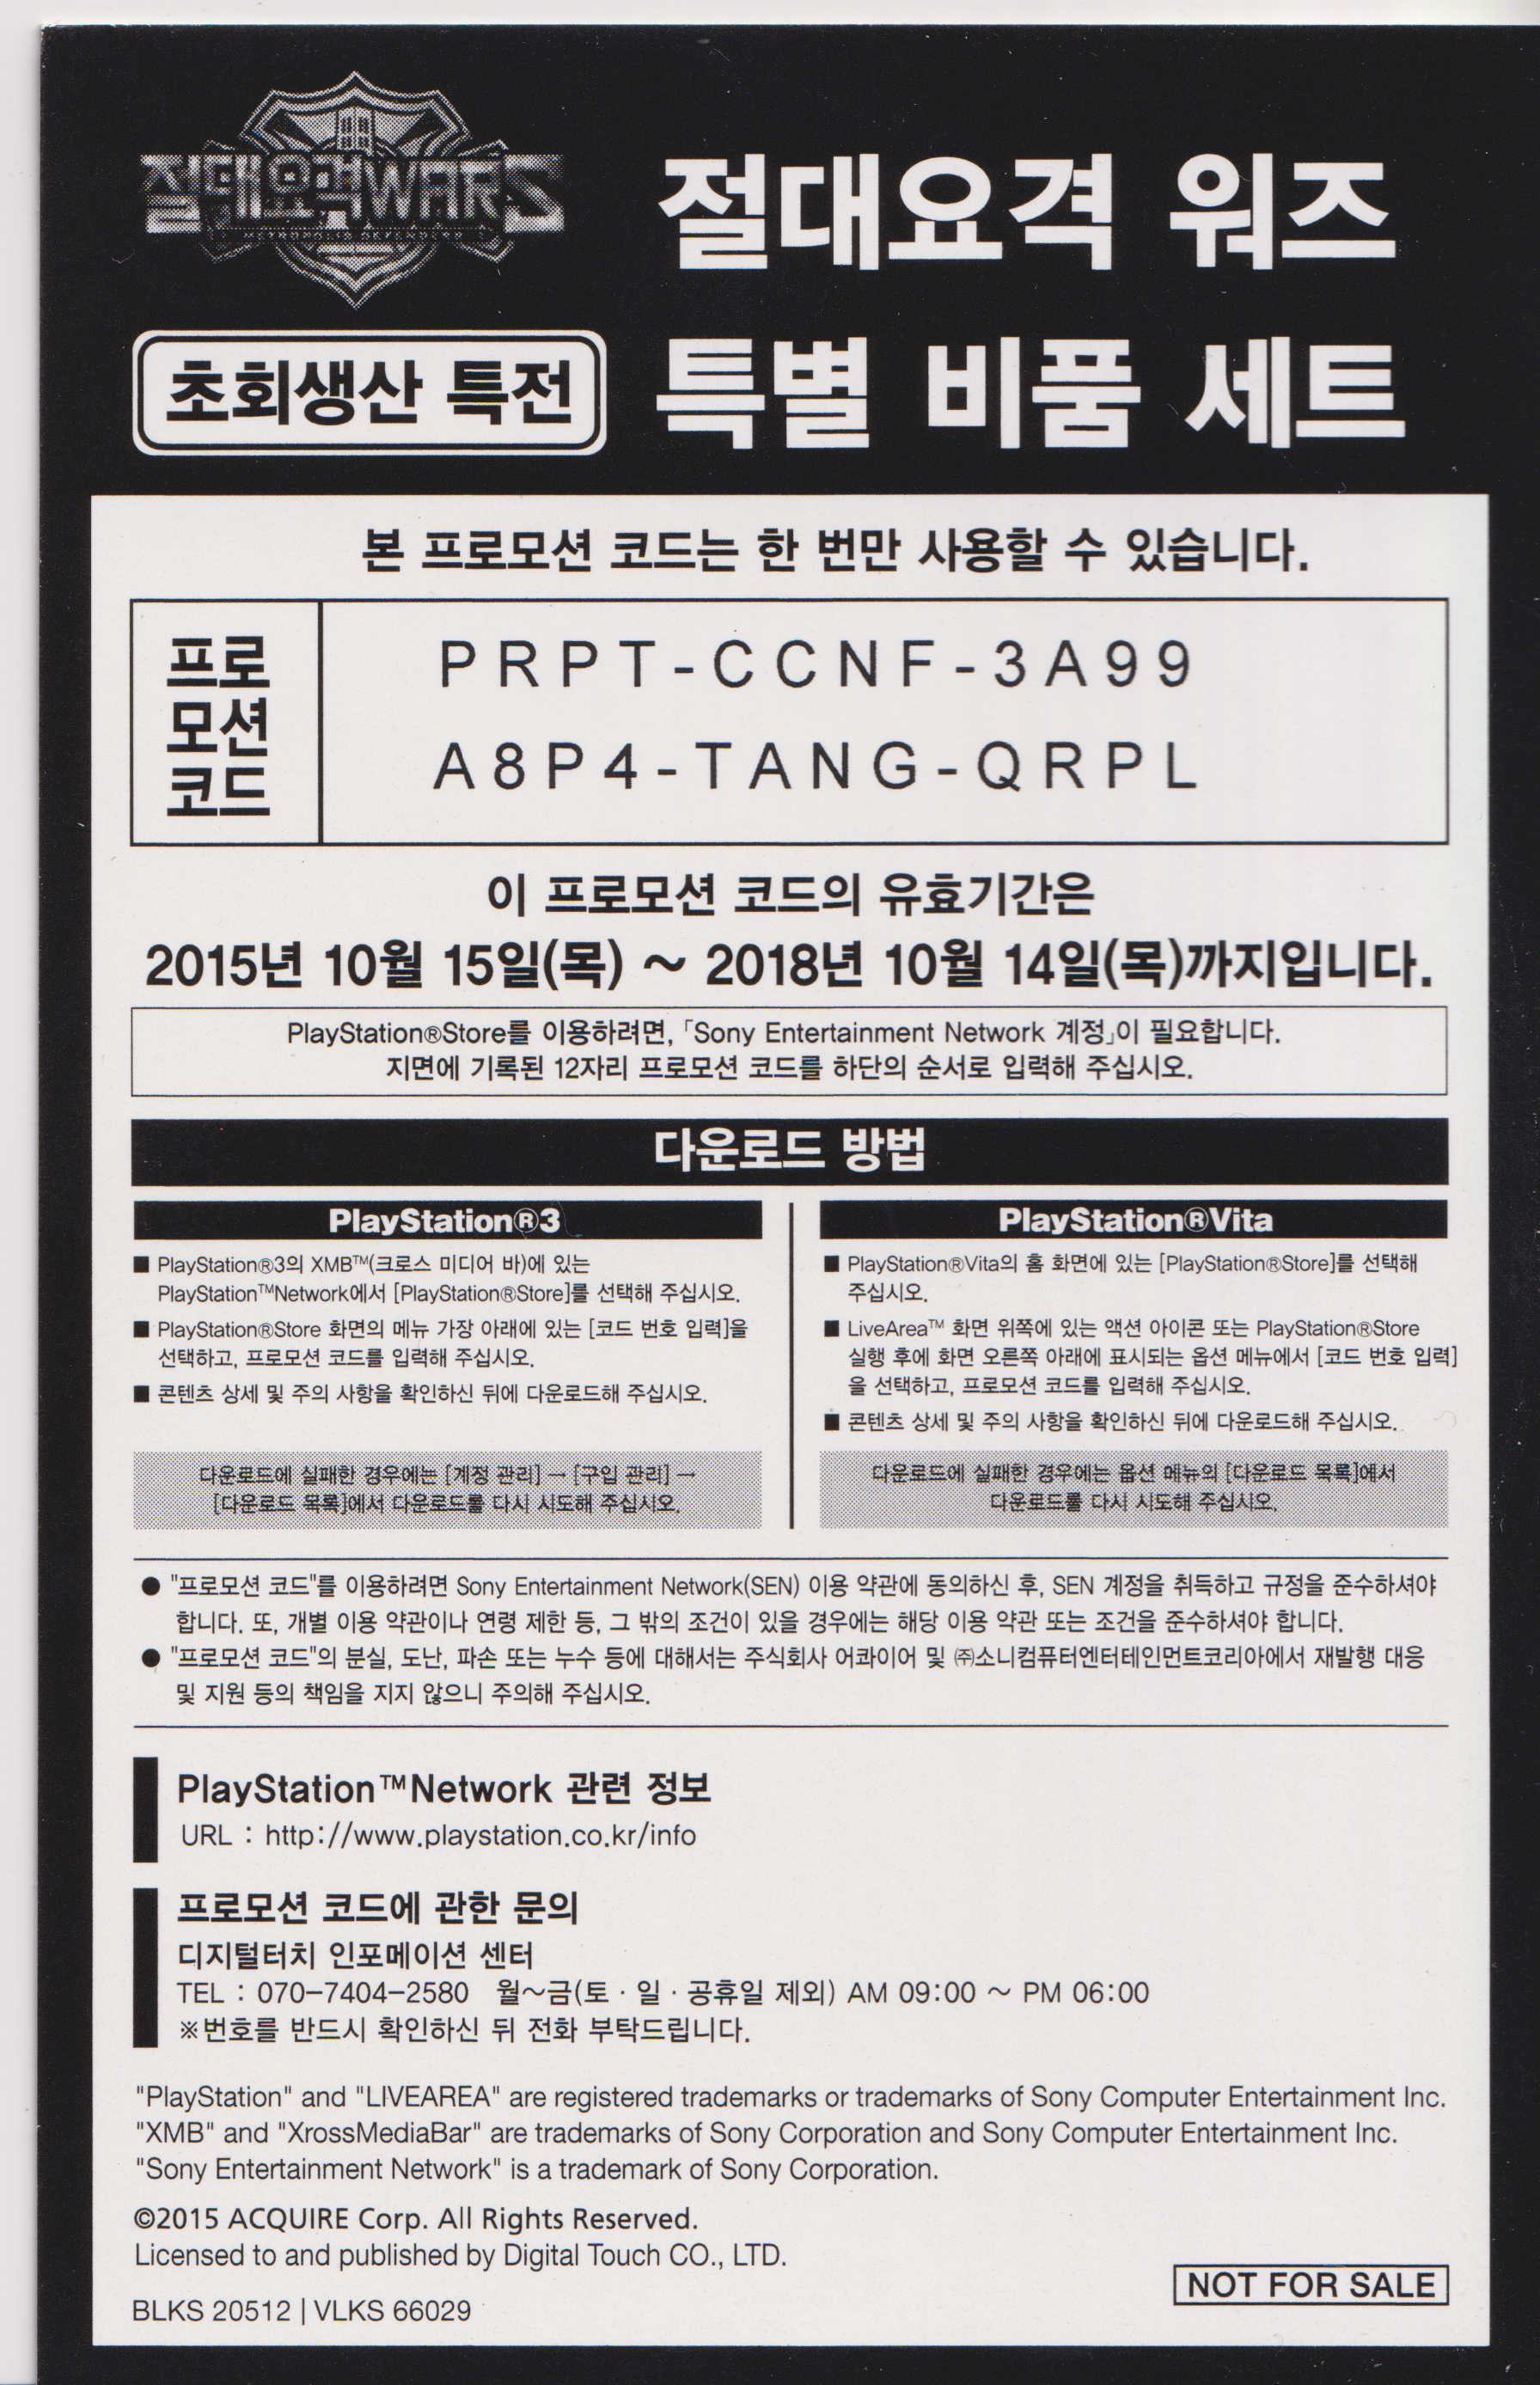 절대요격WARS
METROPOLIS DEFENDERS
절대요격 워즈
초회생산 특전
특별 비품 세트
본 프로모션 코드는 한 번만 사용할 수 있습니다.
프로
모션
코드
PRPT-CCNF-3A99
A8P4-TANG-QRPL
이 프로모션 코드의 유효기간은
2015년 10월 15일(목) ~ 2018년 10월 14일(목)까지입니다.
PlayStation®Store를 이용하려면, 「Sony Entertainment Network 계정」이 필요합니다.
지면에 기록된 12자리 프로모션 코드를 하단의 순서로 입력해 주십시오.
다운로드 방법
PlayStation®3
■ PlayStation®3의 XMB™(크로스 미디어 바)에 있는
PlayStation™Network에서 [PlayStation®Store]를 선택해 주십시오.
■ PlayStation®Store 화면의 메뉴 가장 아래에 있는 [코드 번호 입력]을
선택하고, 프로모션 코드를 입력해 주십시오.
■ 콘텐츠 상세 및 주의 사항을 확인하신 뒤에 다운로드해 주십시오.
다운로드에 실패한 경우에는 [계정 관리] → [구입 관리] →
[다운로드 목록]에서 다운로드를 다시 시도해 주십시오.
PlayStation®Vita
■ PlayStation®Vita의 홈 화면에 있는 [PlayStation®Store]를 선택해
주십시오.
■ LiveArea™ 화면 위쪽에 있는 액션 아이콘 또는 PlayStation®Store
실행 후에 화면 오른쪽 아래에 표시되는 옵션 메뉴에서 [코드 번호 입력]
을 선택하고, 프로모션 코드를 입력해 주십시오.
■ 콘텐츠 상세 및 주의 사항을 확인하신 뒤에 다운로드해 주십시오.
다운로드에 실패한 경우에는 옵션 메뉴의 [다운로드 목록]에서
다운로드를 다시 시도해 주십시오.
● "프로모션 코드"를 이용하려면 Sony Entertainment Network(SEN) 이용 약관에 동의하신 후, SEN 계정을 취득하고 규정을 준수하셔야
합니다. 또, 개별 이용 약관이나 연령 제한 등, 그 밖의 조건이 있을 경우에는 해당 이용 약관 또는 조건을 준수하셔야 합니다.
● "프로모션 코드"의 분실, 도난, 파손 또는 누수 등에 대해서는 주식회사 어콰이어 및 ㈜소니컴퓨터엔터테인먼트코리아에서 재발행 대응
및 지원 등의 책임을 지지 않으니 주의해 주십시오.
PlayStation™Network 관련 정보
URL : http://www.playstation.co.kr/info
프로모션 코드에 관한 문의
디지털터치 인포메이션 센터
TEL : 070-7404-2580 월~금(토 · 일 · 공휴일 제외) AM 09:00 ~ PM 06:00
※번호를 반드시 확인하신 뒤 전화 부탁드립니다.
"PlayStation" and "LIVEAREA" are registered trademarks or trademarks of Sony Computer Entertainment Inc.
"XMB" and "XrossMediaBar" are trademarks of Sony Corporation and Sony Computer Entertainment Inc.
"Sony Entertainment Network" is a trademark of Sony Corporation.
©2015 ACQUIRE Corp. All Rights Reserved.
Licensed to and published by Digital Touch CO., LTD.
NOT FOR SALE
BLKS 20512 | VLKS 66029